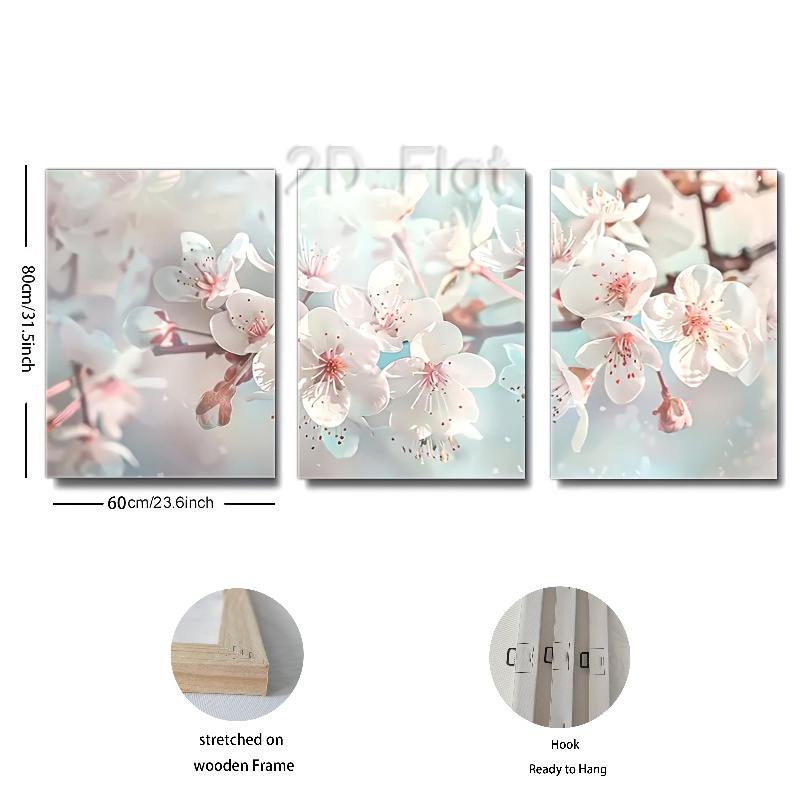 2D Flat
80cm/31.5inch
60cm/23.6inch
stretched on
wooden Frame
Hook
Ready to Hang